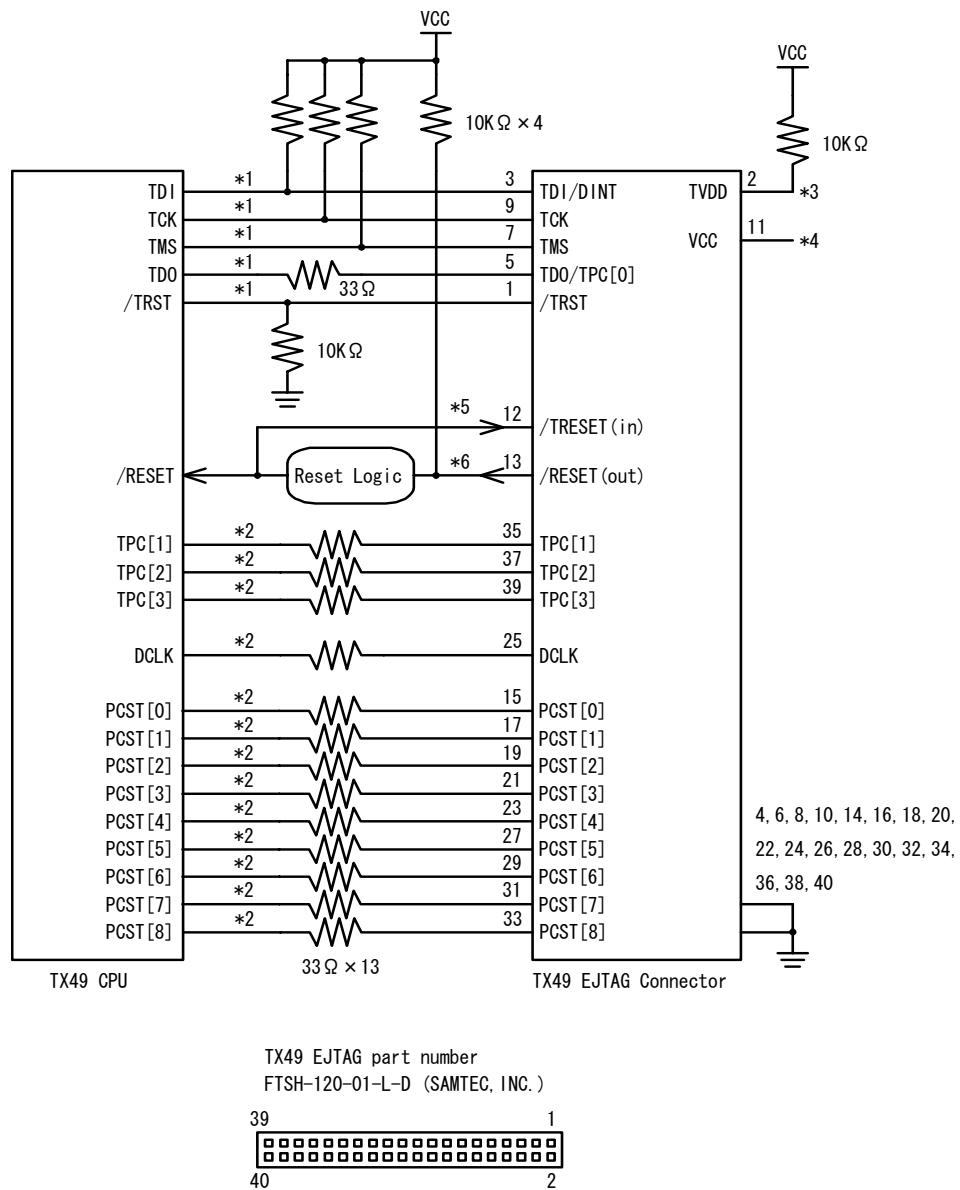 VCC
VCC
10KΩ×4
10KΩ
TDI *1 3 TDI/DINT TVDD 2 *3
TCK *1 9 TCK
TMS *1 7 TMS VCC 11 *4
TDO *1 33Ω 5 TDO/TPC[0]
/TRST *1 1 /TRST
10KΩ
*5 12 /TRESET(in)
/RESET Reset Logic *6 13 /RESET(out)
TPC[1] *2 35 TPC[1]
TPC[2] *2 37 TPC[2]
TPC[3] *2 39 TPC[3]
DCLK *2 25 DCLK
PCST[0] *2 15 PCST[0]
PCST[1] *2 17 PCST[1]
PCST[2] *2 19 PCST[2]
PCST[3] *2 21 PCST[3]
PCST[4] *2 23 PCST[4]
PCST[5] *2 27 PCST[5]
PCST[6] *2 29 PCST[6]
PCST[7] *2 31 PCST[7]
PCST[8] *2 33 PCST[8]
4, 6, 8, 10, 14, 16, 18, 20,
22, 24, 26, 28, 30, 32, 34,
36, 38, 40
33Ω×13
TX49 CPU
TX49 EJTAG Connector
TX49 EJTAG part number
FTSH-120-01-L-D (SAMTEC, INC.)
39 1
40 2